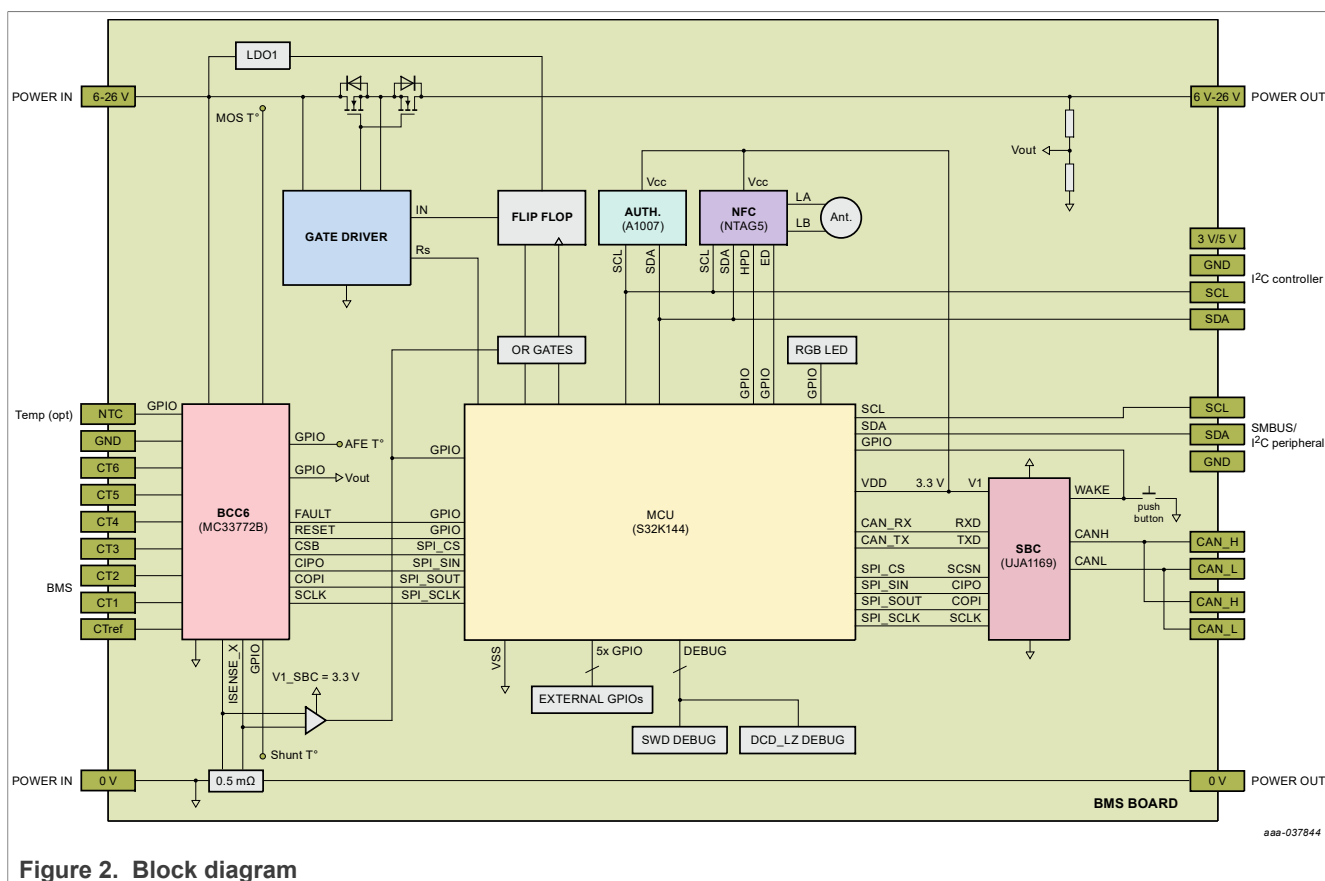 LDO1
POWER IN
6-26 V
6 V-26 V
POWER OUT
MOS T°
Vout
Vcc
Vcc
GATE DRIVER
IN
Rs
FLIP FLOP
AUTH.
(A1007)
NFC
(NTAG5)
LA
LB
Ant.
SCL
SDA
SCL
SDA
HPD
ED
3 V/5 V
GND
SCL
SDA
I²C controller
OR GATES
RGB LED
GPIO
GPIO
GPIO
Temp (opt)
NTC
GND
CT6
CT5
CT4
CT3
CT2
CT1
CTref
BMS
GPIO
BCC6
(MC33772B)
GPIO
AFE T°
GPIO
Vout
FAULT
RESET
CSB
CIPO
COPI
SCLK
GPIO
GPIO
GPIO
SPI_CS
SPI_SIN
SPI_SOUT
SPI_SCLK
MCU
(S32K144)
SCL
SDA
GPIO
VDD
3.3 V
V1
CAN_RX
RXD
CAN_TX
TXD
SPI_CS
SCSN
SPI_SIN
CIPO
SPI_SOUT
COPI
SPI_SCLK
SCLK
SBC
(UJA1169)
WAKE
push
button
CANH
CANL
SCL
SDA
GND
SMBUS/
I²C peripheral
CAN_H
CAN_L
CAN_H
CAN_L
ISENSE_X
GPIO
V1_SBC = 3.3 V
Shunt T°
VSS
5x GPIO
DEBUG
EXTERNAL GPIOs
SWD DEBUG
DCD_LZ DEBUG
POWER IN
0 V
0.5 mΩ
0 V
POWER OUT
BMS BOARD
aaa-037844
Figure 2. Block diagram